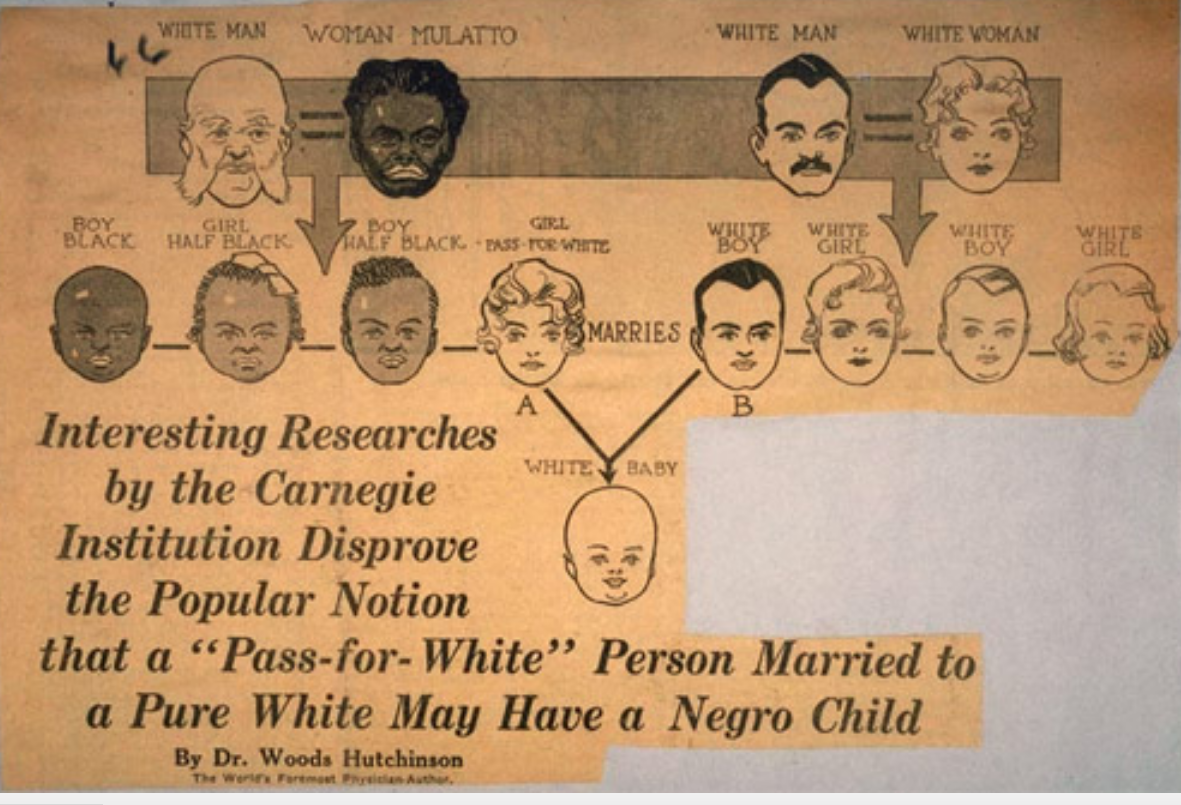 WHITE MAN WOMAN MULATTO WHITE MAN WHITE WOMAN
BOY BLACK
GIRL HALF BLACK
BOY HALF BLACK
GIRL PASS-FOR-WHITE
WHITE BOY
WHITE GIRL
WHITE BOY
WHITE GIRL
MARRIES
A B
WHITE BABY
Interesting Researches
by the Carnegie
Institution Disprove
the Popular Notion
that a “Pass-for-White” Person Married to
a Pure White May Have a Negro Child
By Dr. Woods Hutchinson
The World's Foremost Physician-Author.